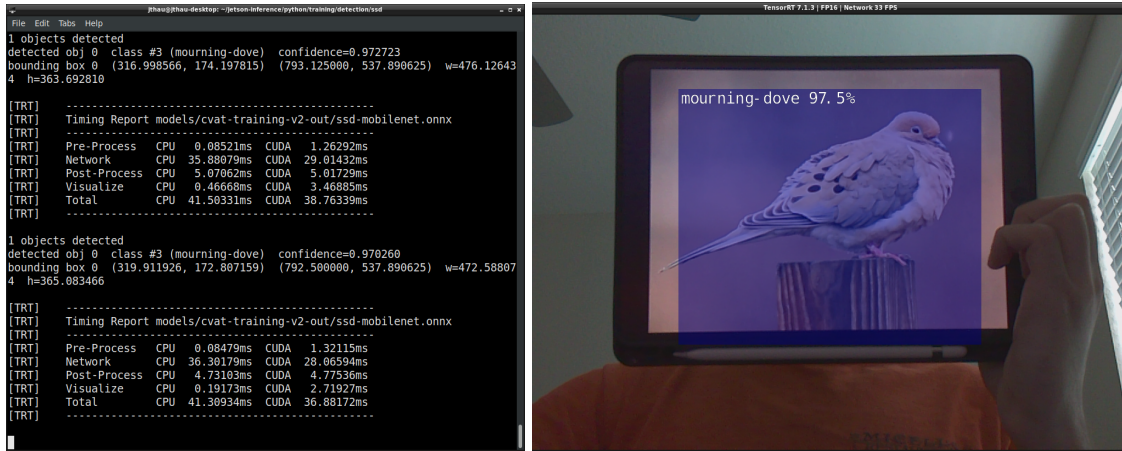 jthau@jthau-desktop: ~/jetson-inference/python/training/detection/ssd
File Edit Tabs Help
1 objects detected
detected obj 0 class #3 (mourning-dove) confidence=0.972723
bounding box 0 (316.998566, 174.197815) (793.125000, 537.890625) w=476.12643
4 h=363.692810
[TRT] ------------------------------------------------
[TRT] Timing Report models/cvat-training-v2-out/ssd-mobilenet.onnx
[TRT] ------------------------------------------------
[TRT] Pre-Process CPU 0.08521ms CUDA 1.26292ms
[TRT] Network CPU 35.88079ms CUDA 29.01432ms
[TRT] Post-Process CPU 5.07062ms CUDA 5.01729ms
[TRT] Visualize CPU 0.46668ms CUDA 3.46885ms
[TRT] Total CPU 41.50331ms CUDA 38.76339ms
[TRT] ------------------------------------------------
1 objects detected
detected obj 0 class #3 (mourning-dove) confidence=0.970260
bounding box 0 (319.911926, 172.807159) (792.500000, 537.890625) w=472.58807
4 h=365.083466
[TRT] ------------------------------------------------
[TRT] Timing Report models/cvat-training-v2-out/ssd-mobilenet.onnx
[TRT] ------------------------------------------------
[TRT] Pre-Process CPU 0.08479ms CUDA 1.32115ms
[TRT] Network CPU 36.30179ms CUDA 28.06594ms
[TRT] Post-Process CPU 4.73103ms CUDA 4.77536ms
[TRT] Visualize CPU 0.19173ms CUDA 2.71927ms
[TRT] Total CPU 41.30934ms CUDA 36.88172ms
[TRT] ------------------------------------------------
TensorRT 7.1.3 | FP16 | Network 33 FPS
mourning-dove 97.5%